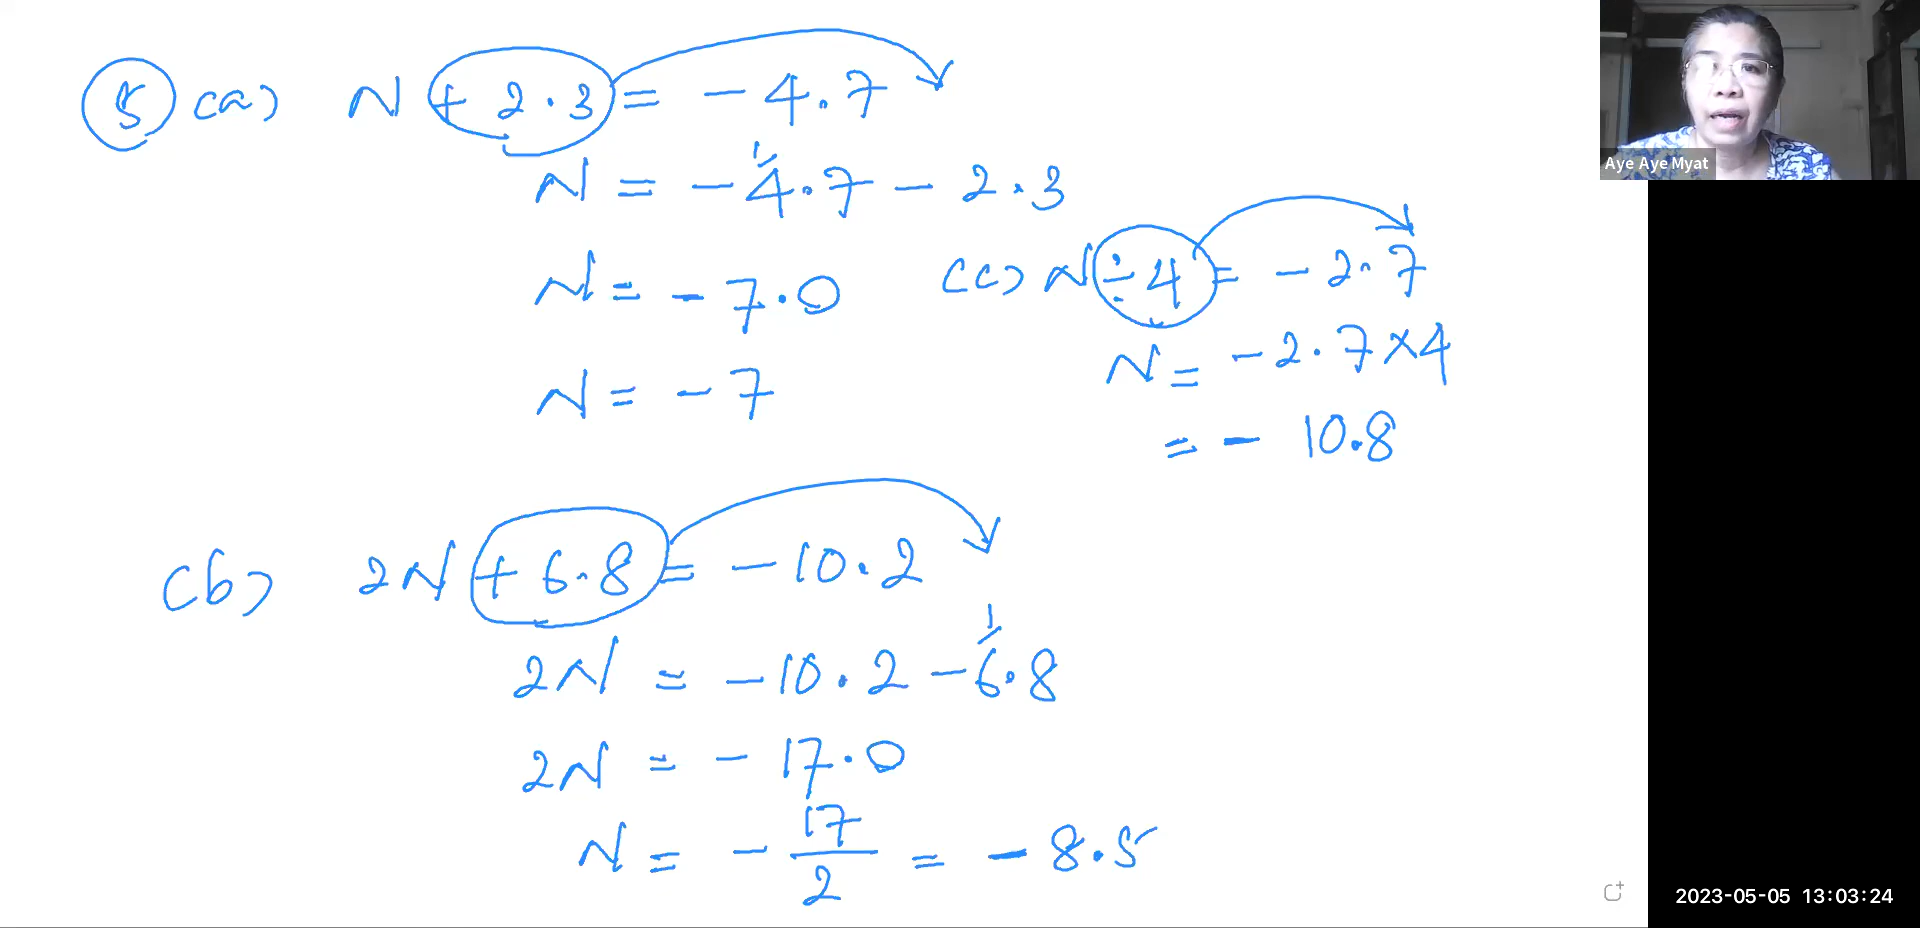 5 (a) N + 2.3 = - 4.7
N = - 4.7 - 2.3
1
N = - 7.0
N = - 7
(c) N ÷ 4 = - 2.7
N = - 2.7 × 4
= - 10.8
(b) 2N + 6.8 = - 10.2
1
2N = - 10.2 - 6.8
2N = - 17.0
N = - 17/2 = - 8.5
Aye Aye Myat
2023-05-05 13:03:24